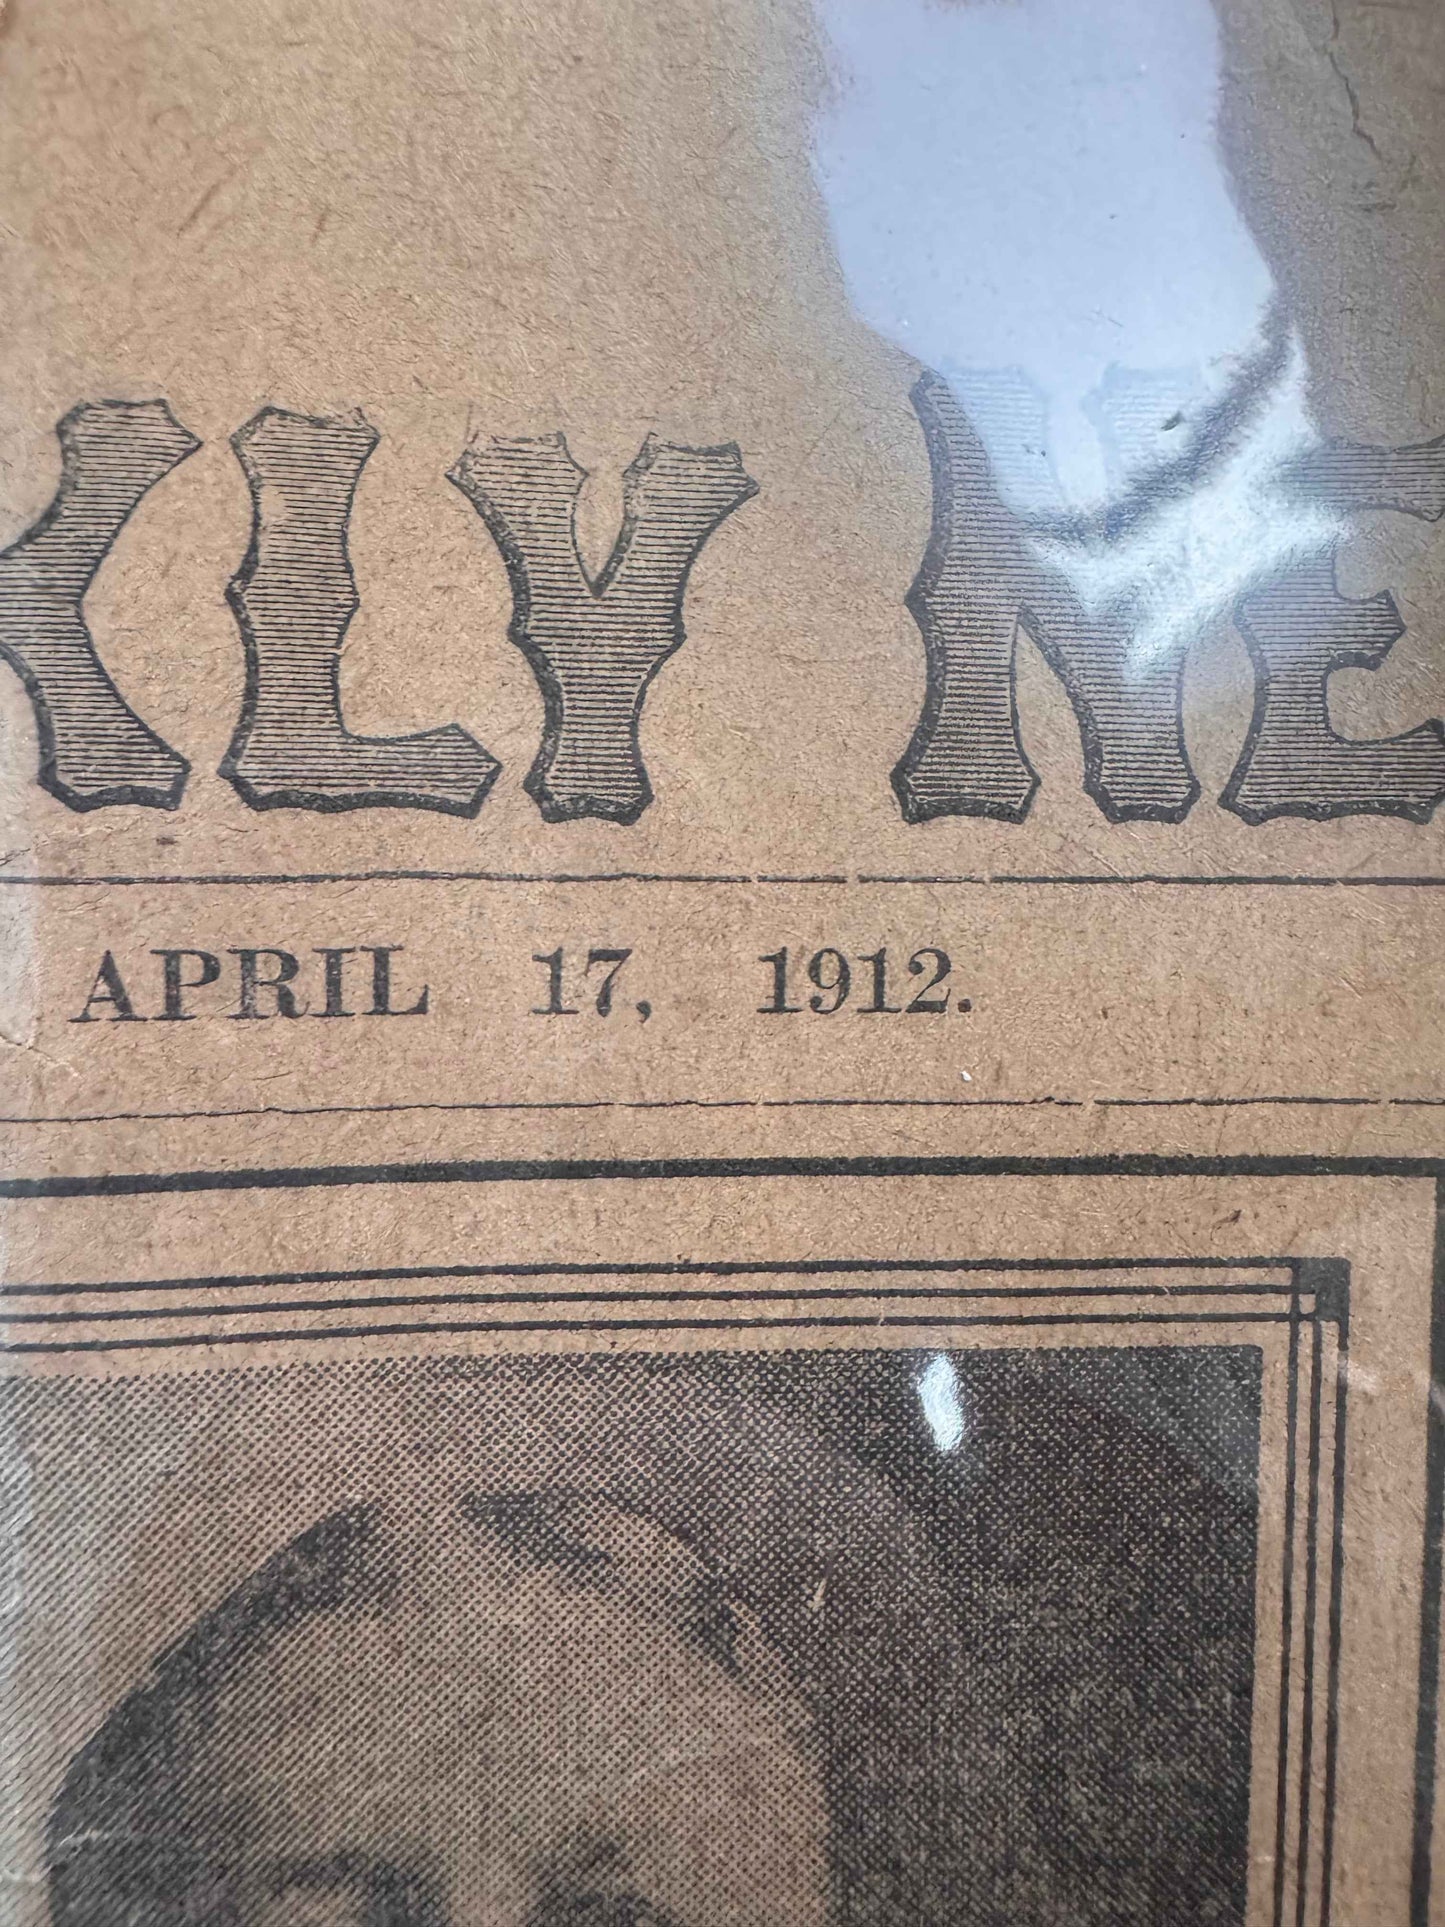 KLY NE
APRIL 17, 1912.